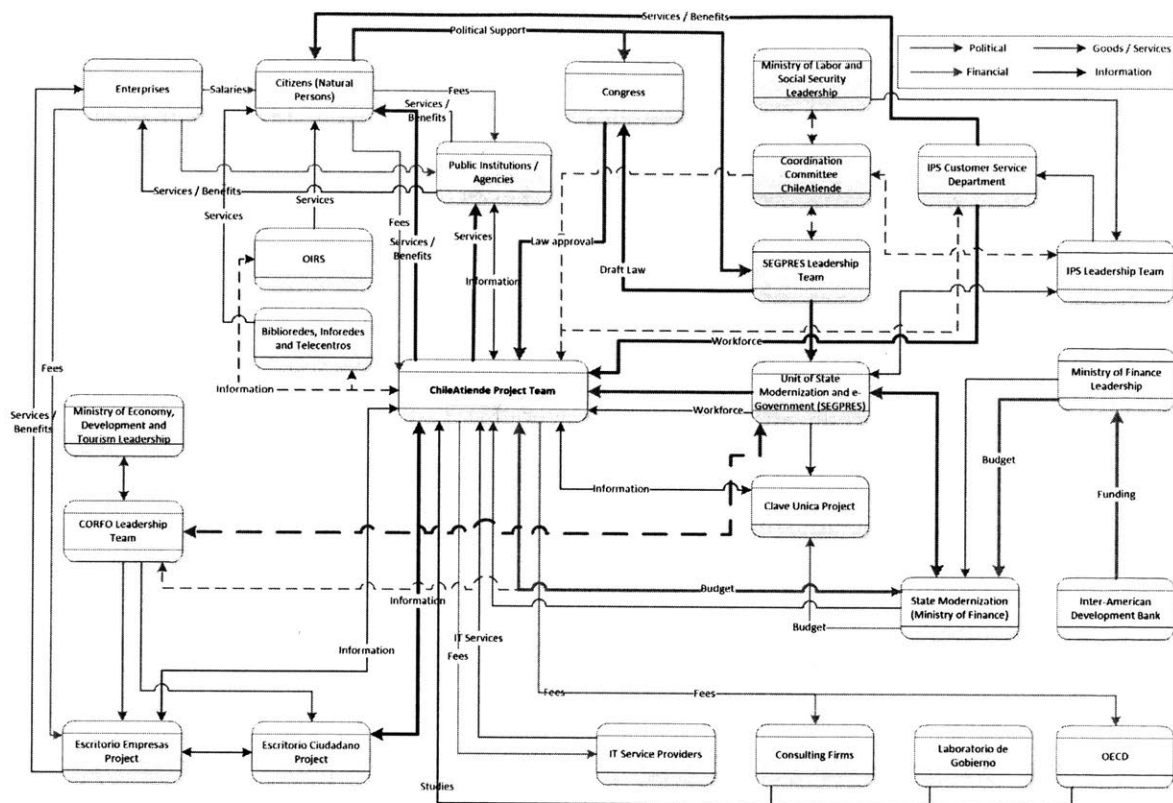 Services / Benefits
Political Support
Political
Goods / Services
Financial
Information
Enterprises
Salaries
Citizens (Natural
Persons)
Fees
Services /
Benefits
Congress
Ministry of Labor and
Social Security
Leadership
Public Institutions /
Agencies
Coordination
Committee
ChileAtiende
IPS Customer Service
Department
Services / Benefits
Services
Services
Fees
Services /
Benefits
Services
Law approval
Information
Draft Law
OIRS
SEGPRES Leadership
Team
IPS Leadership Team
Biblioredes, Inforedes
and Telecentros
Workforce
Fees
Information
ChileAtiende Project Team
Unit of State
Modernization and e-
Government (SEGPRES)
Workforce
Ministry of Finance
Leadership
Services /
Benefits
Ministry of Economy,
Development and
Tourism Leadership
Budget
Information
Clave Unica Project
Funding
CORFO Leadership
Team
Budget
Budget
State Modernization
(Ministry of Finance)
Inter-American
Development Bank
Information
IT Services
Information
Fees
Fees
Fees
Escritorio Empresas
Project
Escritorio Ciudadano
Project
IT Service Providers
Consulting Firms
Laboratorio de
Gobierno
OECD
Studies